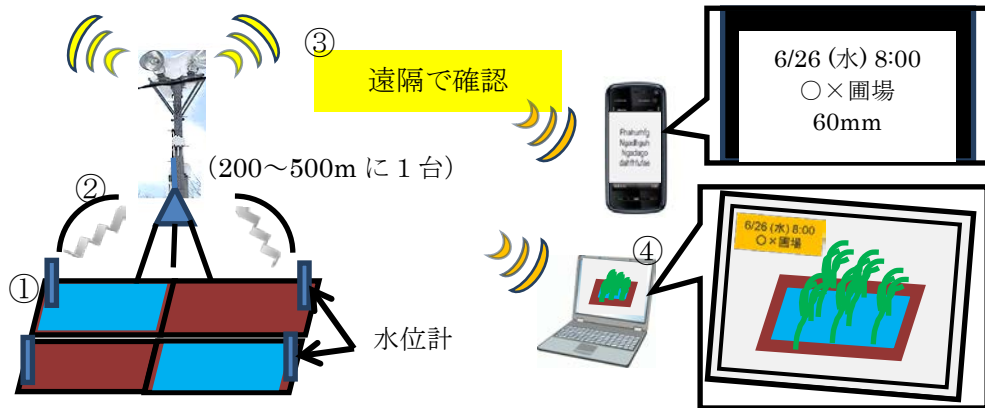 ③
遠隔で確認
6/26 (水) 8:00
○×圃場
60mm
(200～500m に 1 台)
②
④
6/26 (水) 8:00
○×圃場
①
水位計